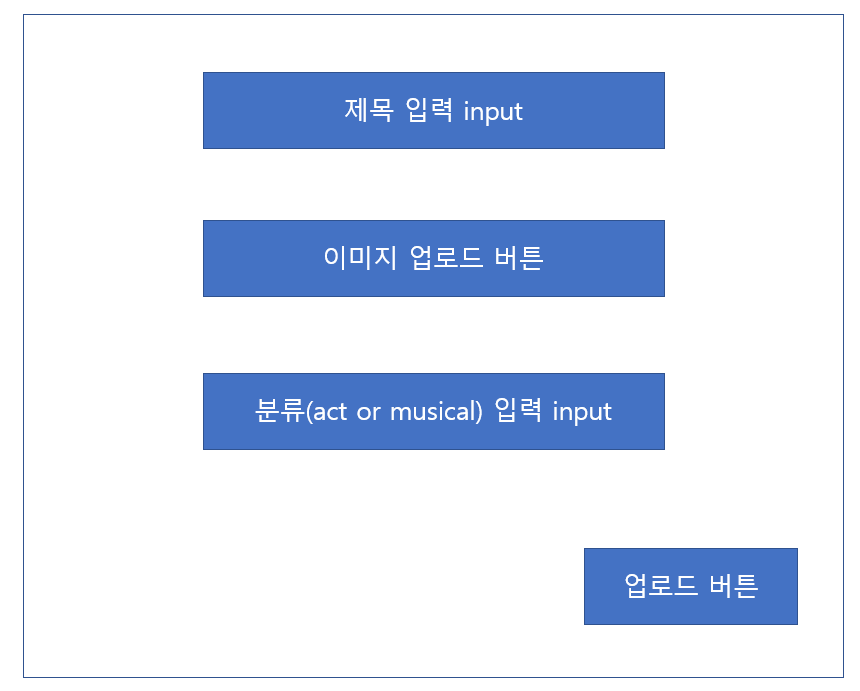 제목 입력 input
이미지 업로드 버튼
분류(act or musical) 입력 input
업로드 버튼